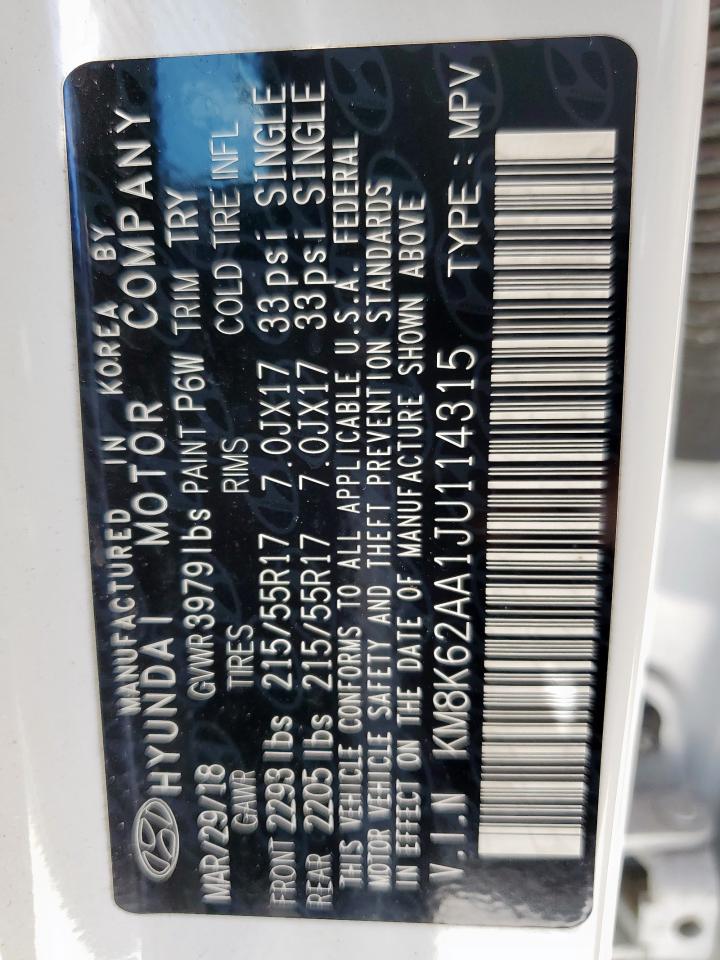 MANUFACTURED IN KOREA BY
HYUNDAI MOTOR COMPANY
MAR/29/18 GVWR 3979lbs PAINT P6W TRIM TRY
GAWR TIRES RMS COLD TIRE INFL
FRONT 2293lbs 215/55R17 7.0JX17 33psi SINGLE
REAR 2205lbs 215/55R17 7.0JX17 33psi SINGLE
THIS VEHICLE CONFORMS TO ALL APPLICABLE U.S.A. FEDERAL
MOTOR VEHICLE SAFETY AND THEFT PREVENTION STANDARDS
IN EFFECT ON THE DATE OF MANUFACTURE SHOWN ABOVE
V.I.N KM8K62AA1JU114315 TYPE : MPV